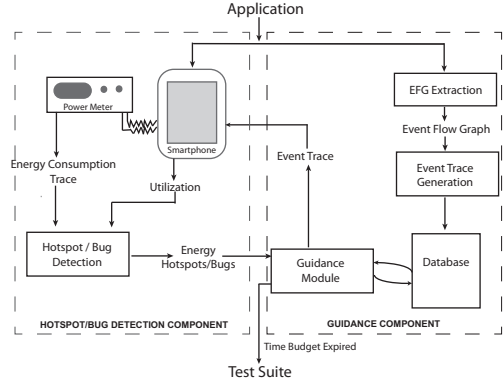 Application
Power Meter
Smartphone
EFG Extraction
Event Flow Graph
Energy Consumption
Trace
Utilization
Event Trace
Event Trace
Generation
Hotspot / Bug
Detection
Energy
Hotspots/Bugs
Guidance
Module
Database
HOTSPOT/BUG DETECTION COMPONENT
GUIDANCE COMPONENT
Time Budget Expired
Test Suite